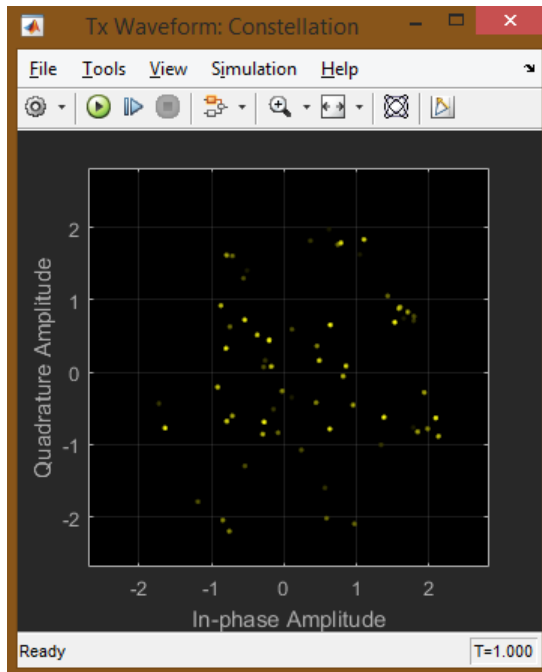 Tx Waveform: Constellation
File Tools View Simulation Help
2
1
0
-1
-2
Quadrature Amplitude
-2 -1 0 1 2
In-phase Amplitude
Ready T=1.000